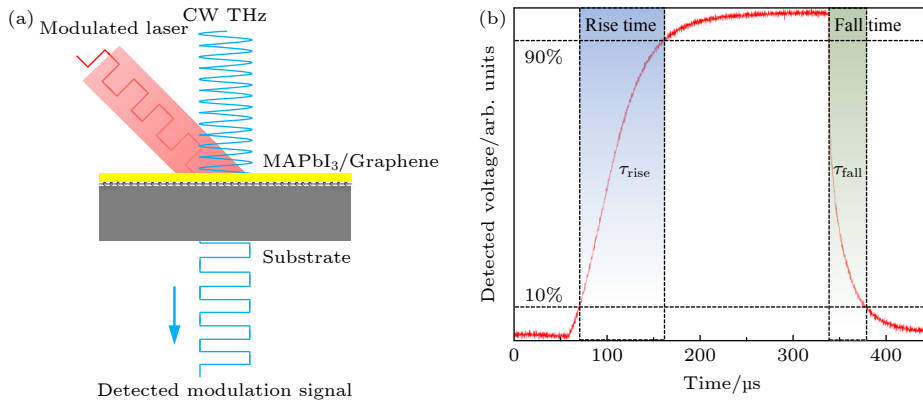 (a)
CW THz
Modulated laser
MAPbI₃/Graphene
Substrate
Detected modulation signal
(b)
Rise time
Fall time
90%
τrise
τfall
10%
Detected voltage/arb. units
0
100
200
300
400
Time/µs